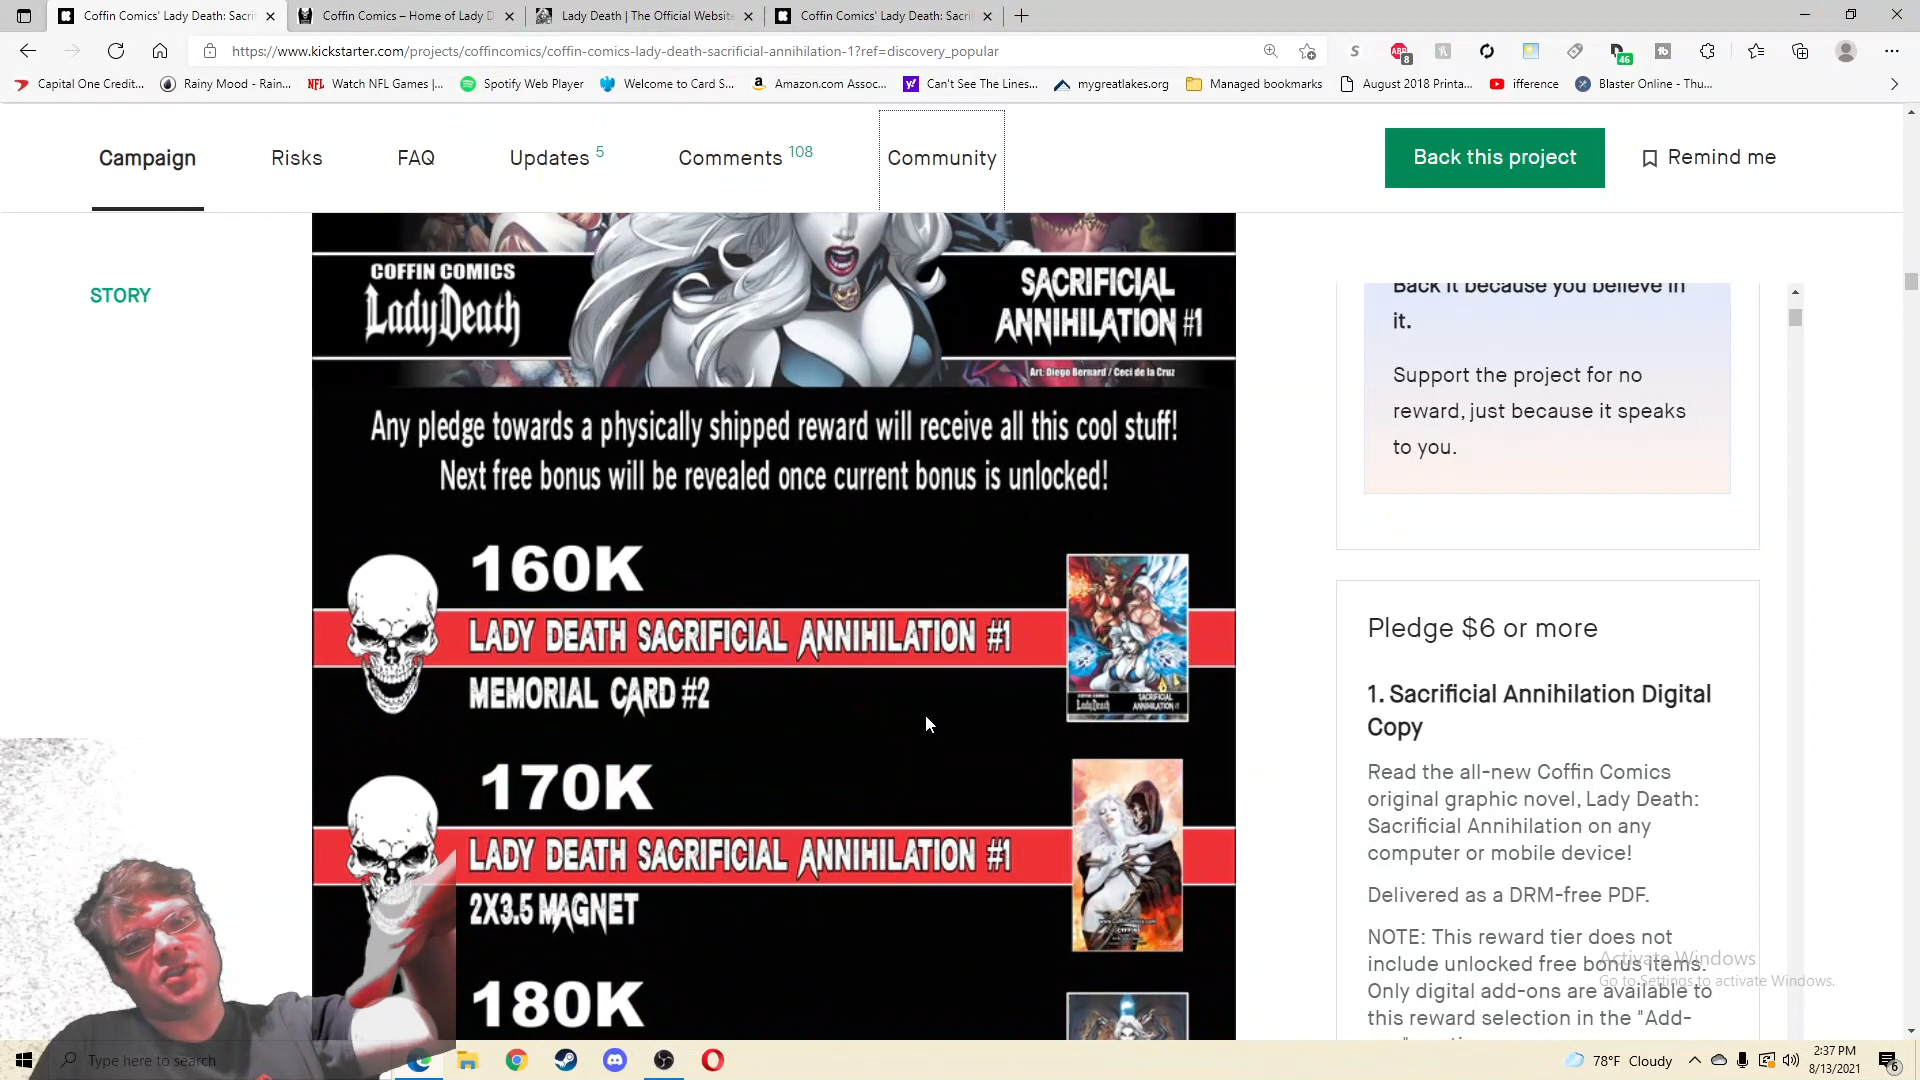 Coffin Comics' Lady Death: Sacri
Coffin Comics – Home of Lady D
Lady Death | The Official Website
Coffin Comics' Lady Death: Sacri
https://www.kickstarter.com/projects/coffincomics/coffin-comics-lady-death-sacrificial-annihilation-1?ref=discovery_popular
Capital One Credit...
Rainy Mood - Rain...
NFL
Watch NFL Games |...
Spotify Web Player
Welcome to Card S...
Amazon.com Assoc...
Can't See The Lines...
mygreatlakes.org
Managed bookmarks
August 2018 Printa...
ifference
Blaster Online - Thu...
Campaign
Risks
FAQ
Updates 5
Comments 108
Community
Back this project
Remind me
STORY
COFFIN COMICS
Lady Death
SACRIFICIAL
ANNIHILATION #1
Art: Diego Bernard / Ceci de la Cruz
Any pledge towards a physically shipped reward will receive all this cool stuff!
Next free bonus will be revealed once current bonus is unlocked!
160K
LADY DEATH SACRIFICIAL ANNIHILATION #1
MEMORIAL CARD #2
170K
LADY DEATH SACRIFICIAL ANNIHILATION #1
2X3.5 MAGNET
180K
Back it because you believe in
it.
Support the project for no
reward, just because it speaks
to you.
Pledge $6 or more
1. Sacrificial Annihilation Digital
Copy
Read the all-new Coffin Comics
original graphic novel, Lady Death:
Sacrificial Annihilation on any
computer or mobile device!
Delivered as a DRM-free PDF.
NOTE: This reward tier does not
include unlocked free bonus items.
Only digital add-ons are available to
this reward selection in the "Add-
Activate Windows
Go to Settings to activate Windows.
Type here to search
78°F Cloudy
2:37 PM
8/13/2021